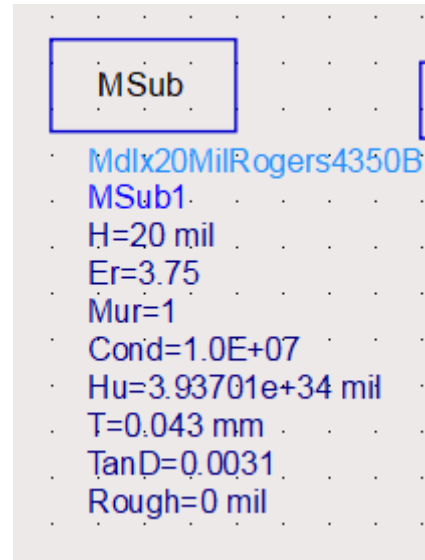 MSub
Mdlx20MilRogers4350B
MSub1
H=20 mil
Er=3.75
Mur=1
Cond=1.0E+07
Hu=3.93701e+34 mil
T=0.043 mm
TanD=0.0031
Rough=0 mil